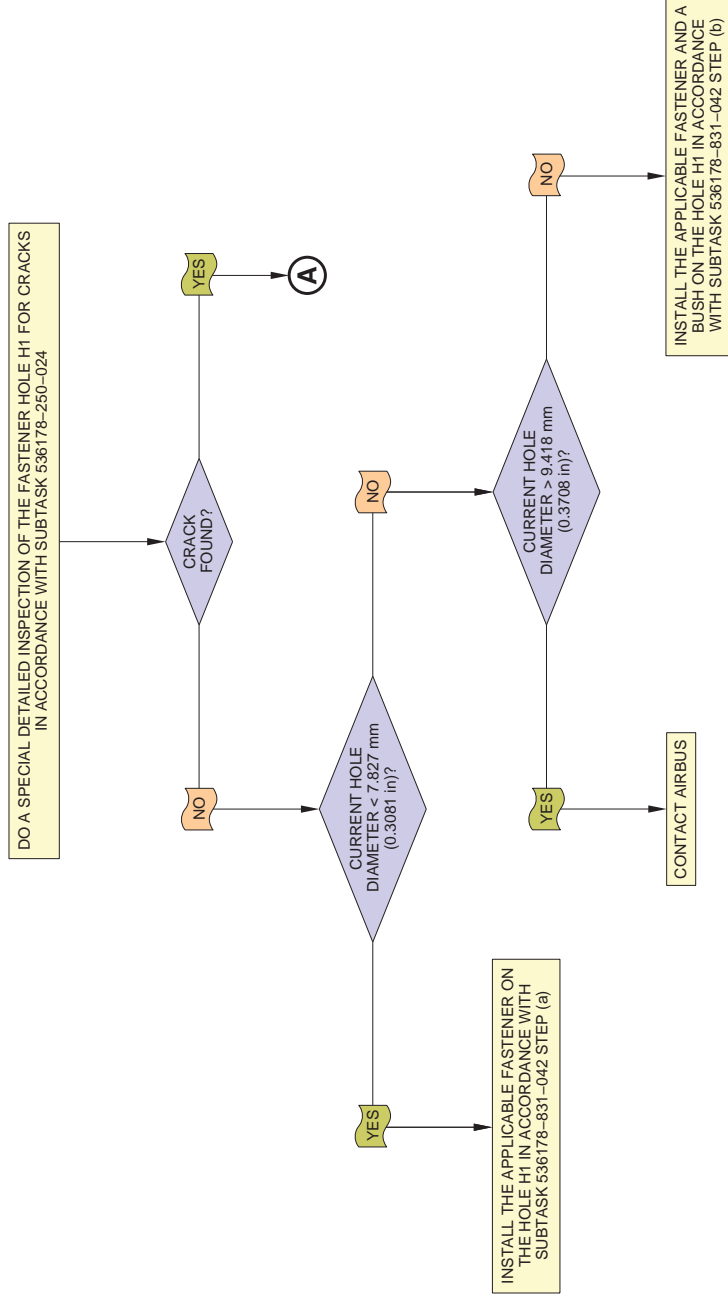 DO A SPECIAL DETAILED INSPECTION OF THE FASTENER HOLE H1 FOR CRACKS
IN ACCORDANCE WITH SUBTASK 536178–250–024
CRACK
FOUND?
NO
YES
A
CURRENT HOLE
DIAMETER < 7.827 mm
(0.3081 in)?
YES
NO
INSTALL THE APPLICABLE FASTENER ON
THE HOLE H1 IN ACCORDANCE WITH
SUBTASK 536178–831–042 STEP (a)
CURRENT HOLE
DIAMETER > 9.418 mm
(0.3708 in)?
YES
NO
CONTACT AIRBUS
INSTALL THE APPLICABLE FASTENER AND A
BUSH ON THE HOLE H1 IN ACCORDANCE
WITH SUBTASK 536178–831–042 STEP (b)